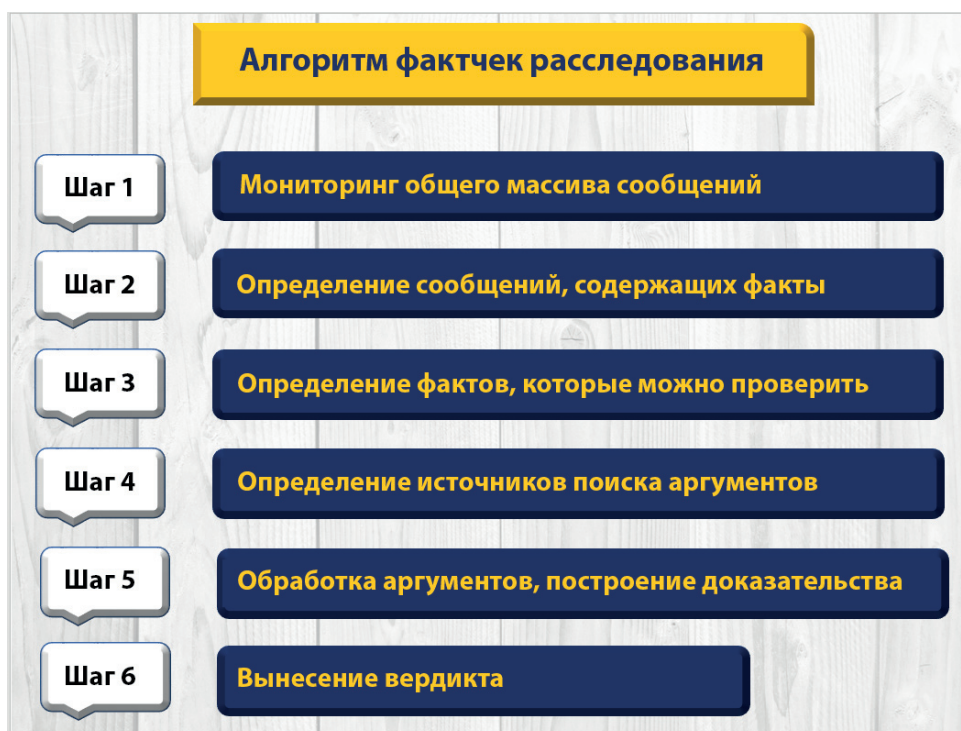 Алгоритм фактчек расследования
Шаг 1
Мониторинг общего массива сообщений
Шаг 2
Определение сообщений, содержащих факты
Шаг 3
Определение фактов, которые можно проверить
Шаг 4
Определение источников поиска аргументов
Шаг 5
Обработка аргументов, построение доказательства
Шаг 6
Вынесение вердикта